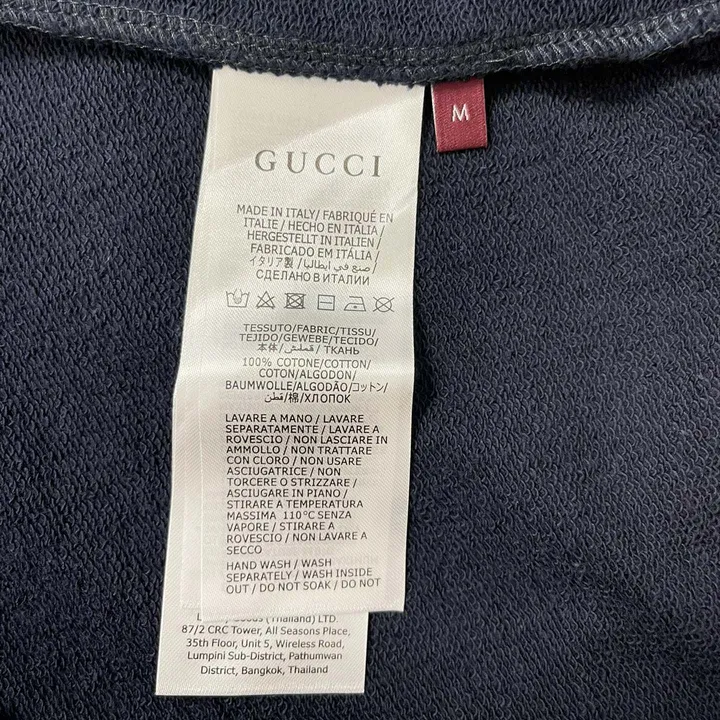 GUCCI
M
MADE IN ITALY/ FABRIQUÉ EN
ITALIE / HECHO EN ITALIA/
HERGESTELLT IN ITALIEN /
FABRICADO EM ITÁLIA/
イタリア製 /صنع في ايطاليا /
СДЕЛАНО В ИТАЛИИ
TESSUTO/FABRIC/TISSU/
TEJIDO/GEWEBE/TECIDO/
本体/قماش/ ТКАНЬ
100% COTONE/COTTON/
COTON/ALGODON/
BAUMWOLLE/ALGODÃO/コットン/
قطن/棉/ХЛОПОК
LAVARE A MANO / LAVARE
SEPARATAMENTE / LAVARE A
ROVESCIO / NON LASCIARE IN
AMMOLLO / NON TRATTARE
CON CLORO / NON USARE
ASCIUGATRICE / NON
TORCERE O STRIZZARE /
ASCIUGARE IN PIANO /
STIRARE A TEMPERATURA
MASSIMA 110°C SENZA
VAPORE / STIRARE A
ROVESCIO / NON LAVARE A
SECCO
HAND WASH / WASH
SEPARATELY / WASH INSIDE
OUT / DO NOT SOAK / DO NOT
Goods (Thailand) LTD.
87/2 CRC Tower, All Seasons Place,
35th Floor, Unit 5, Wireless Road,
Lumpini Sub-District, Pathumwan
District, Bangkok, Thailand